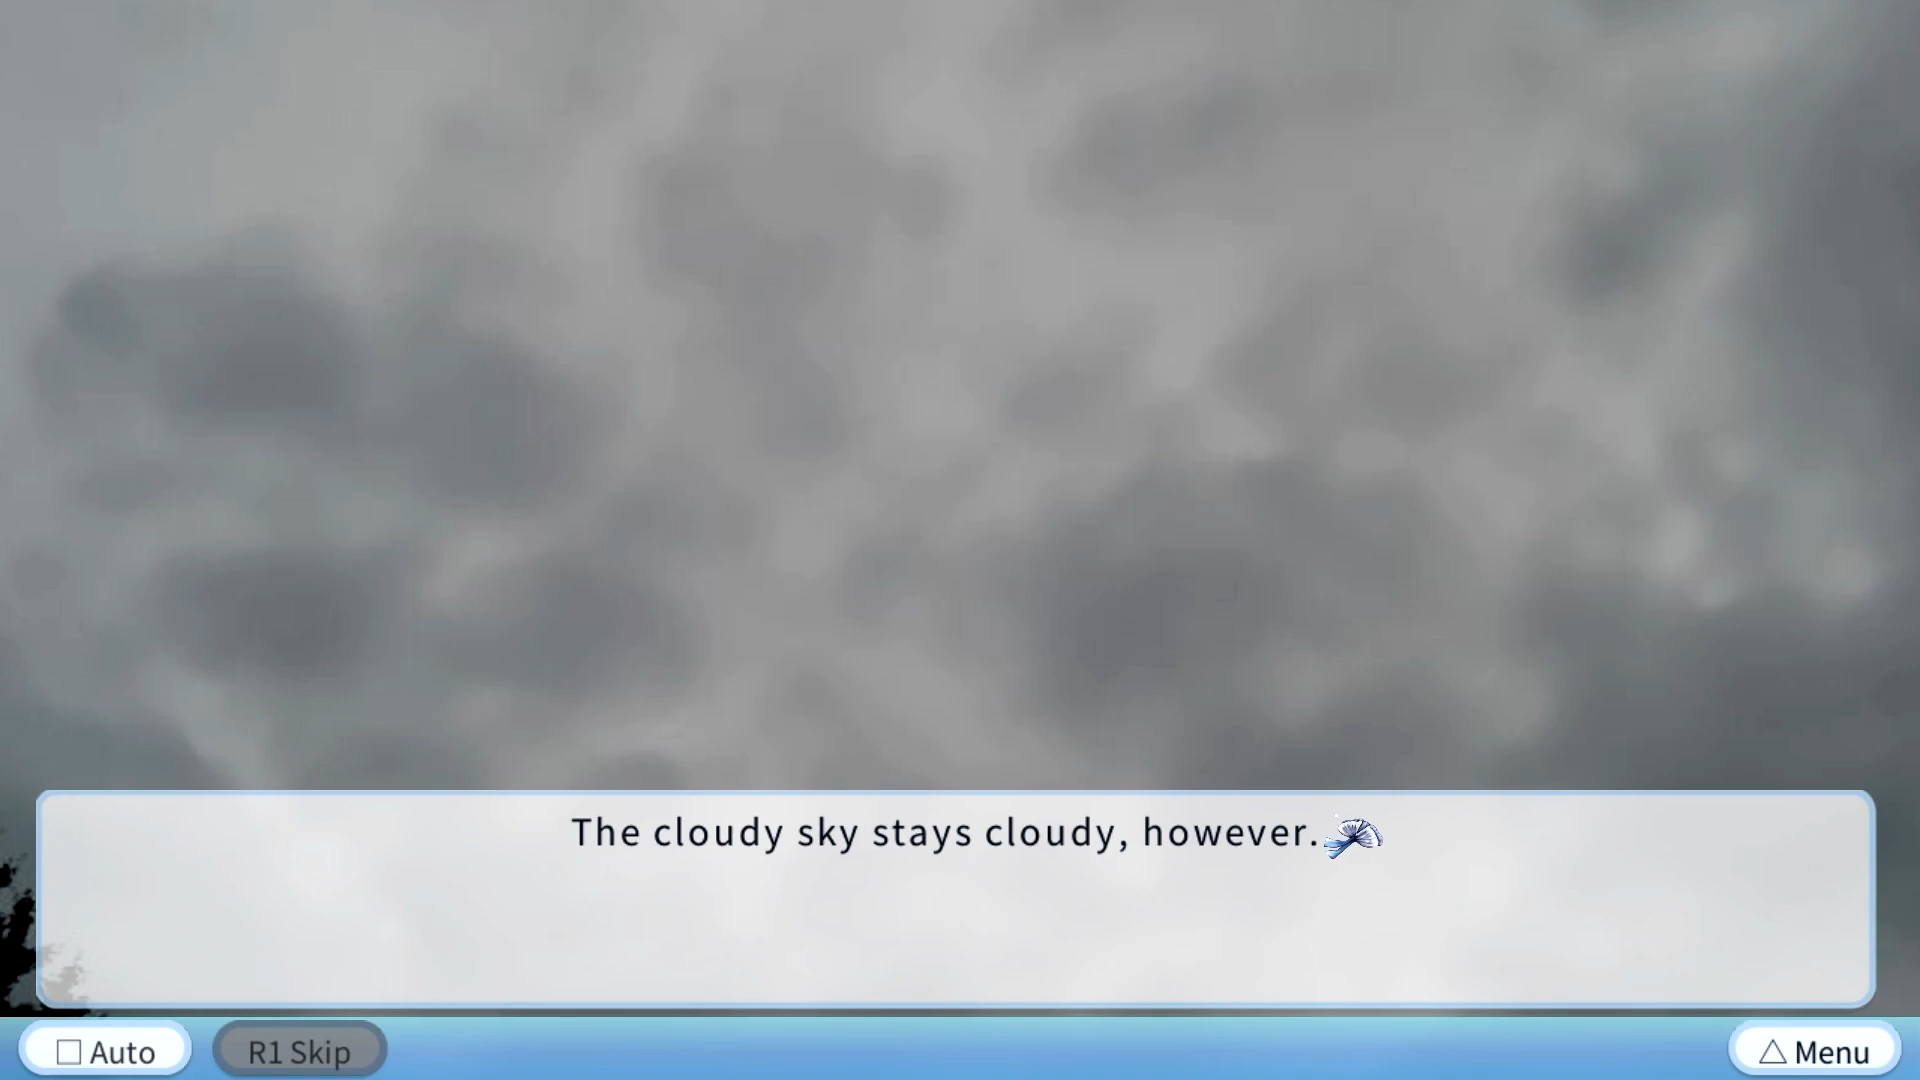 The cloudy sky stays cloudy, however.
□ Auto
R1 Skip
△ Menu